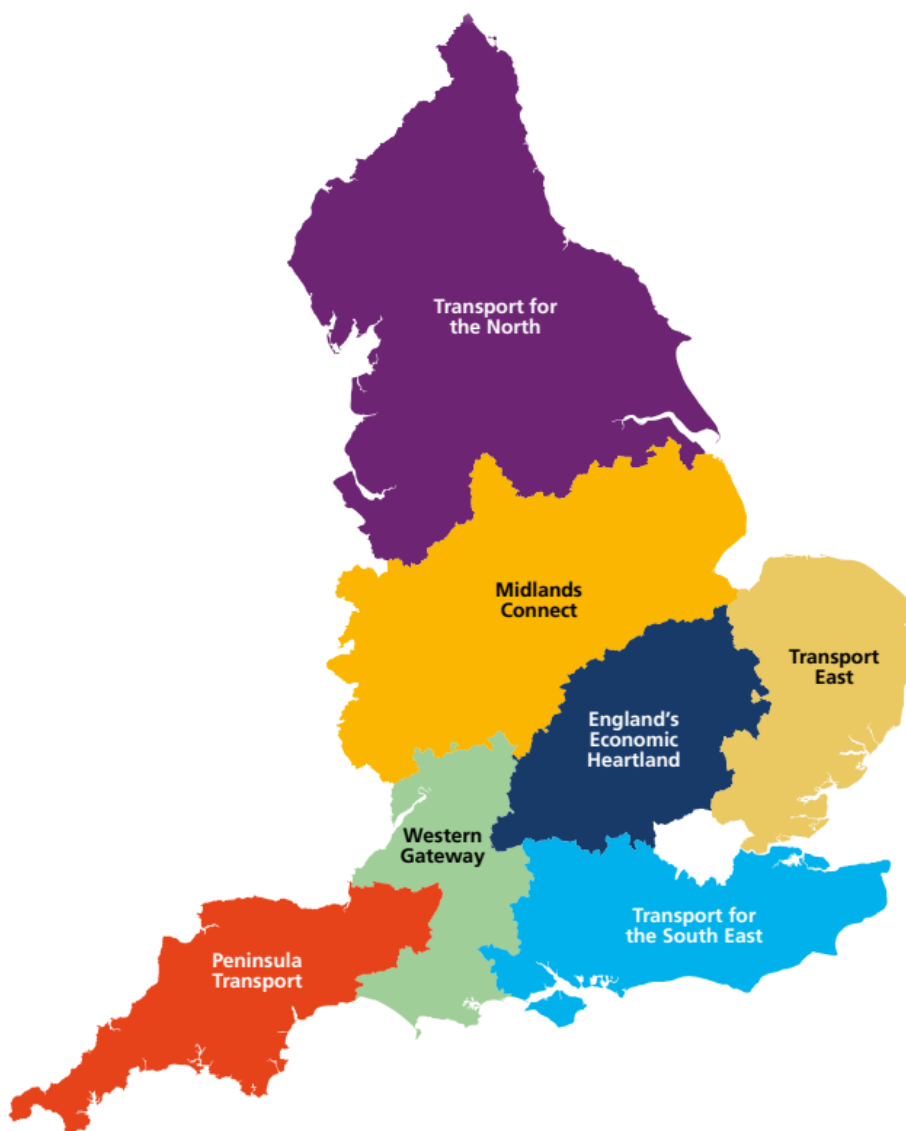 Transport for
the North
Midlands
Connect
Transport
East
England's
Economic
Heartland
Western
Gateway
Transport for
the South East
Peninsula
Transport